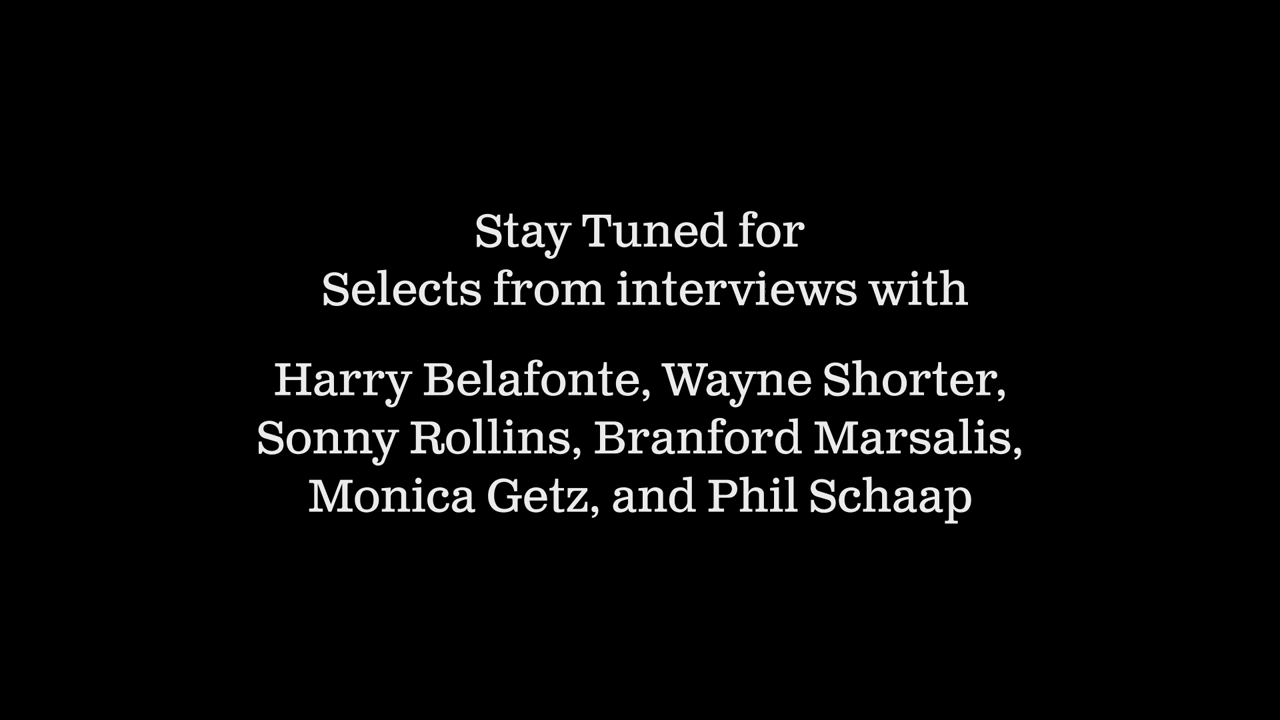 Stay Tuned for
Selects from interviews with
Harry Belafonte, Wayne Shorter,
Sonny Rollins, Branford Marsalis,
Monica Getz, and Phil Schaap